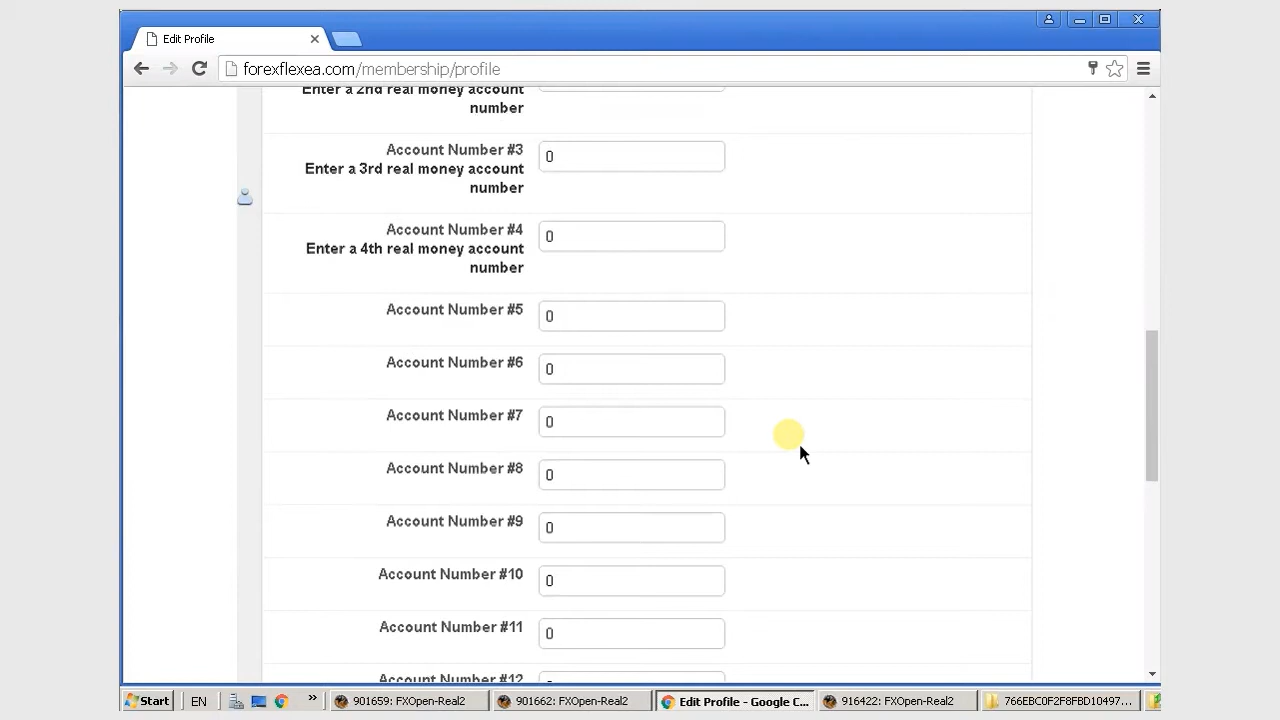 Edit Profile
forexflexea.com/membership/profile
Enter a 2nd real money account
number
Account Number #3
0
Enter a 3rd real money account
number
Account Number #4
0
Enter a 4th real money account
number
Account Number #5
0
Account Number #6
0
Account Number #7
0
Account Number #8
0
Account Number #9
0
Account Number #10
0
Account Number #11
0
Account Number #12
Start
EN
»
901659: FXOpen-Real2
901662: FXOpen-Real2
Edit Profile - Google C...
916422: FXOpen-Real2
766EBC0F2F8FBD10497...